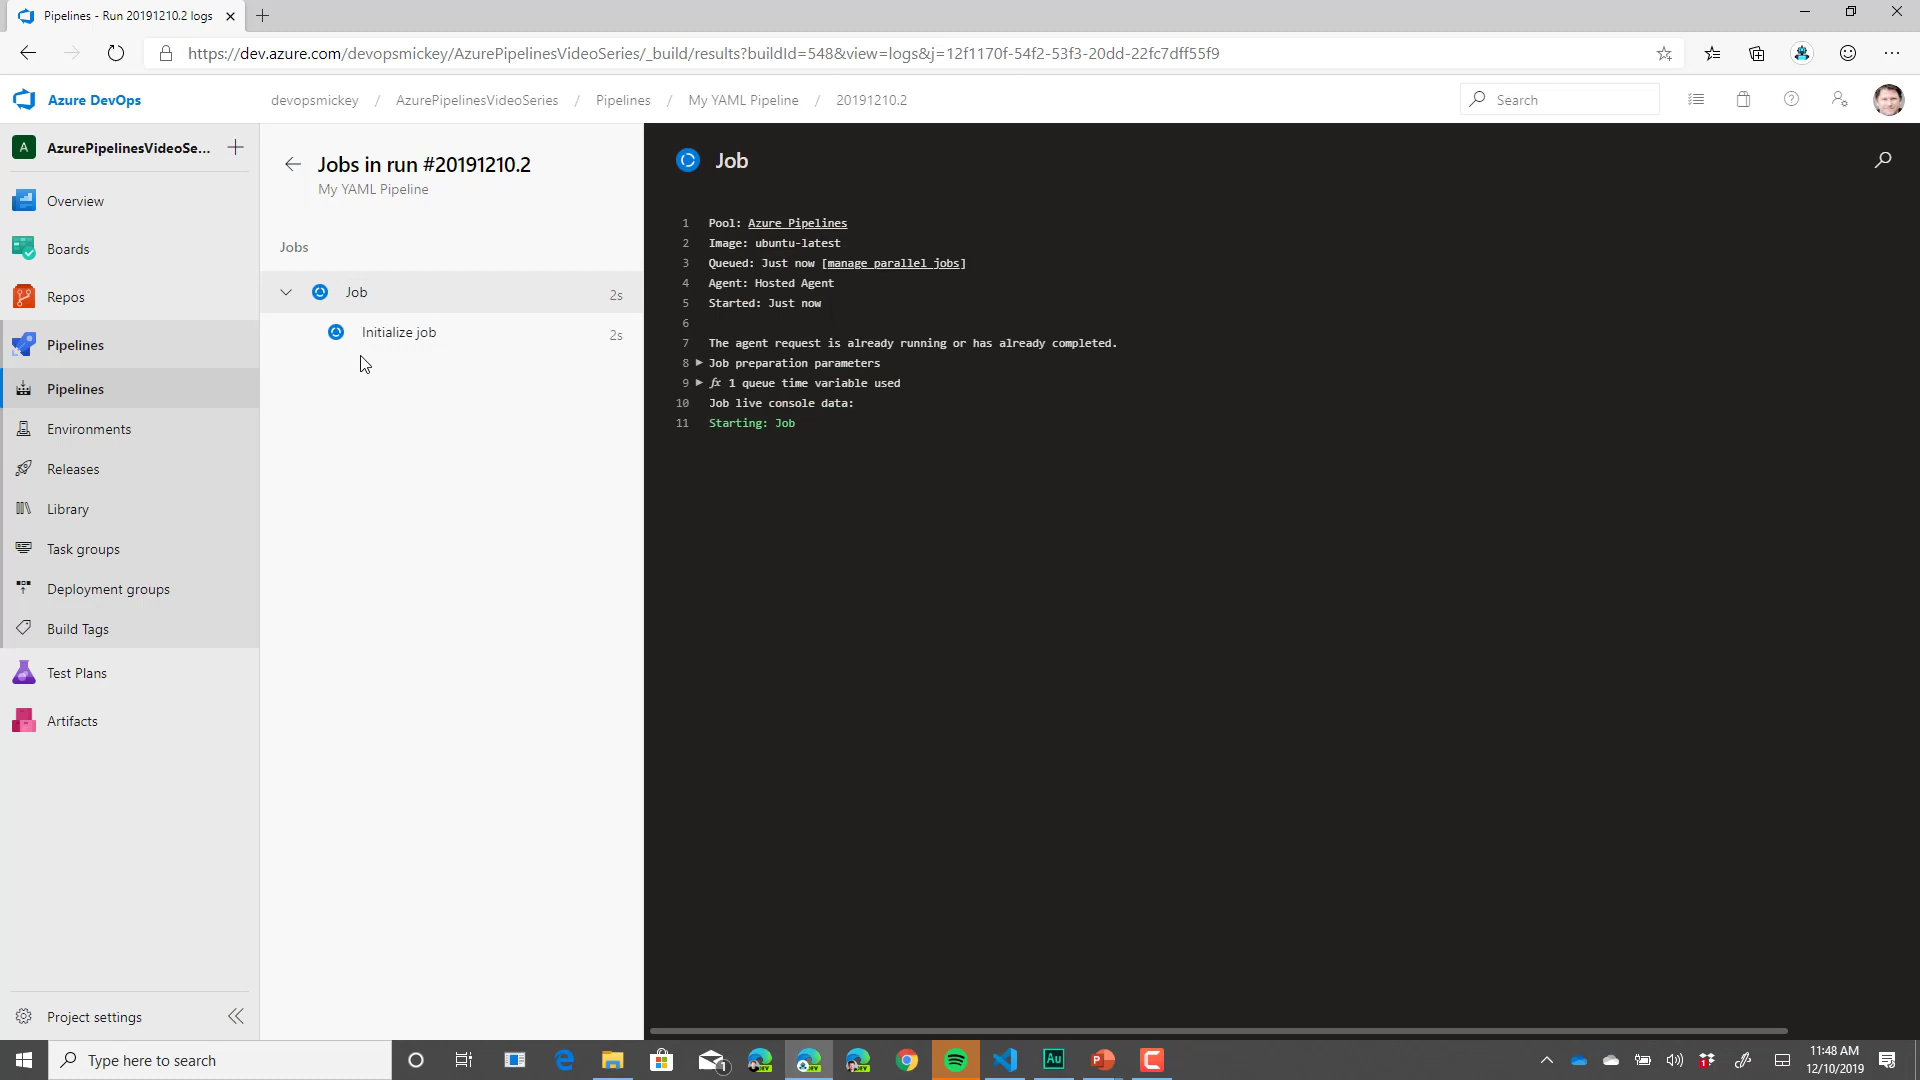 Pipelines - Run 20191210.2 logs
https://dev.azure.com/devopsmickey/AzurePipelinesVideoSeries/_build/results?buildId=548&view=logs&j=12f1170f-54f2-53f3-20dd-22fc7dff55f9
Azure DevOps
devopsmickey / AzurePipelinesVideoSeries / Pipelines / My YAML Pipeline / 20191210.2
Search
A AzurePipelinesVideoSe...
Overview
Boards
Repos
Pipelines
Pipelines
Environments
Releases
Library
Task groups
Deployment groups
Build Tags
Test Plans
Artifacts
Project settings
Jobs in run #20191210.2
My YAML Pipeline
Jobs
Job 2s
Initialize job 2s
Job
1 Pool: Azure Pipelines
2 Image: ubuntu-latest
3 Queued: Just now [manage parallel jobs]
4 Agent: Hosted Agent
5 Started: Just now
6
7 The agent request is already running or has already completed.
8 Job preparation parameters
9 fx 1 queue time variable used
10 Job live console data:
11 Starting: Job
Type here to search
1
Au
11:48 AM
12/10/2019